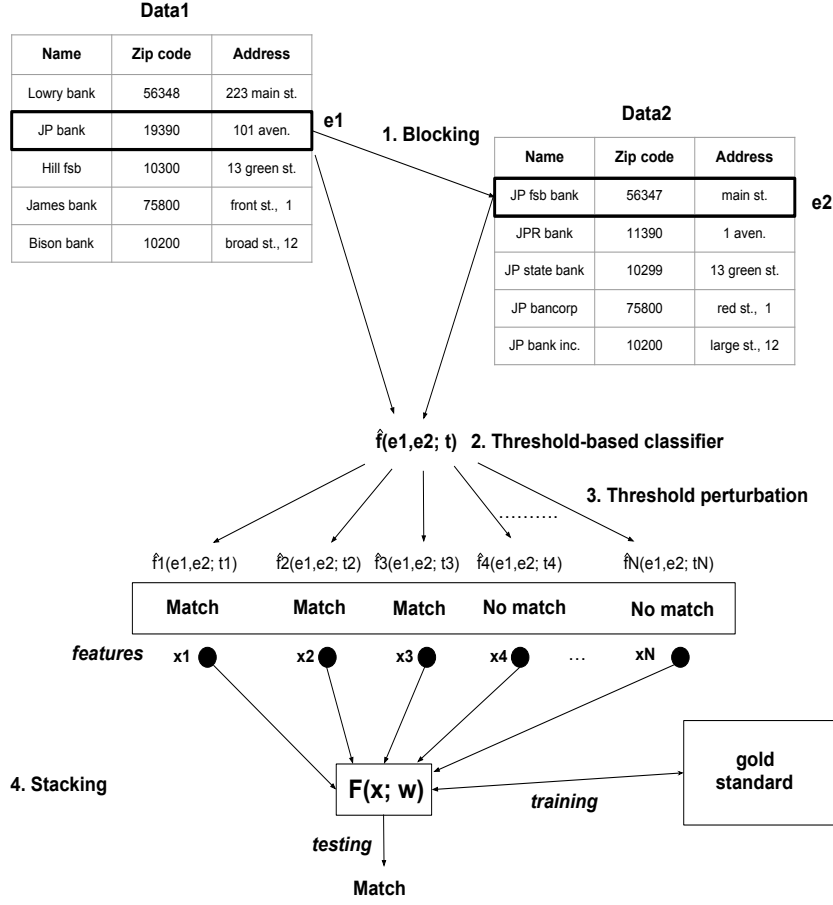 Data1
Name Zip code Address
Lowry bank 56348 223 main st.
JP bank 19390 101 aven.
Hill fsb 10300 13 green st.
James bank 75800 front st., 1
Bison bank 10200 broad st., 12
e1
1. Blocking
Data2
Name Zip code Address
JP fsb bank 56347 main st.
JPR bank 11390 1 aven.
JP state bank 10299 13 green st.
JP bancorp 75800 red st., 1
JP bank inc. 10200 large st., 12
e2
f̂(e1,e2; t) 2. Threshold-based classifier
3. Threshold perturbation
..........
f̂1(e1,e2; t1) f̂2(e1,e2; t2) f̂3(e1,e2; t3) f̂4(e1,e2; t4) f̂N(e1,e2; tN)
Match Match Match No match No match
features x1 x2 x3 x4 ... xN
4. Stacking
F(x; w)
training
gold
standard
testing
Match